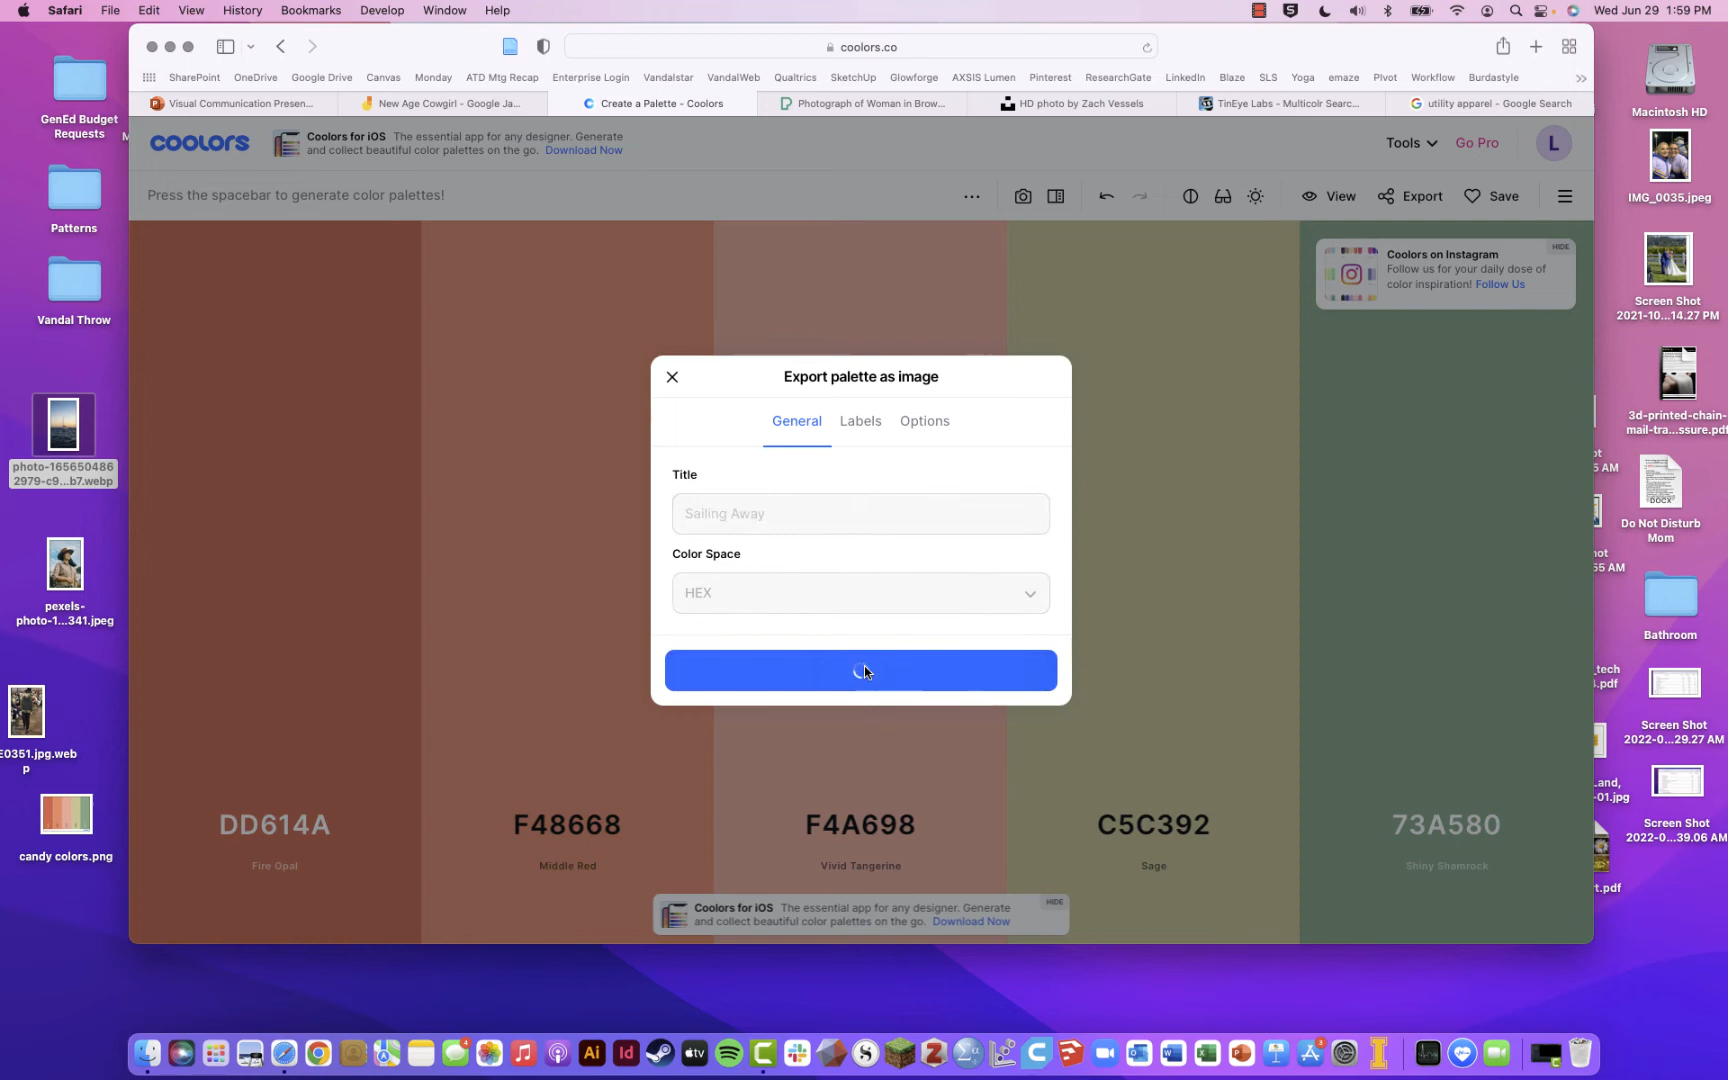 Safari File Edit View History Bookmarks Develop Window Help
Wed Jun 29 1:59 PM
coolors.co
SharePoint OneDrive Google Drive Canvas Monday ATD Mtg Recap Enterprise Login Vandalstar VandalWeb Qualtrics SketchUp Glowforge AXSIS Lumen Pinterest ResearchGate LinkedIn Blaze SLS Yoga emaze PIvot Workflow Burdastyle
Visual Communication Presen... New Age Cowgirl - Google Ja... Create a Palette - Coolors Photograph of Woman in Brow... HD photo by Zach Vessels TinEye Labs - Multicolr Searc... utility apparel - Google Search
coolors
Coolors for iOS The essential app for any designer. Generate
and collect beautiful color palettes on the go. Download Now
Tools Go Pro L
Press the spacebar to generate color palettes!
View Export Save
HIDE
Coolors on Instagram
Follow us for your daily dose of
color inspiration! Follow Us
Export palette as image
General Labels Options
Title
Sailing Away
Color Space
HEX
DD614A F48668 F4A698 C5C392 73A580
Fire Opal Middle Red Vivid Tangerine Sage Shiny Shamrock
HIDE
Coolors for iOS The essential app for any designer. Generate
and collect beautiful color palettes on the go. Download Now
GenEd Budget
Requests
Patterns
Vandal Throw
photo-165650486
2979-c9...b7.webp
pexels-
photo-1...341.jpeg
E0351.jpg.web
p
candy colors.png
Macintosh HD
IMG_0035.jpeg
Screen Shot
2021-10...14.27 PM
3d-printed-chain-
mail-tra...ssure.pdf
DOCX
Do Not Disturb
Mom
Bathroom
Screen Shot
2022-0...29.27 AM
Screen Shot
2022-0...39.06 AM